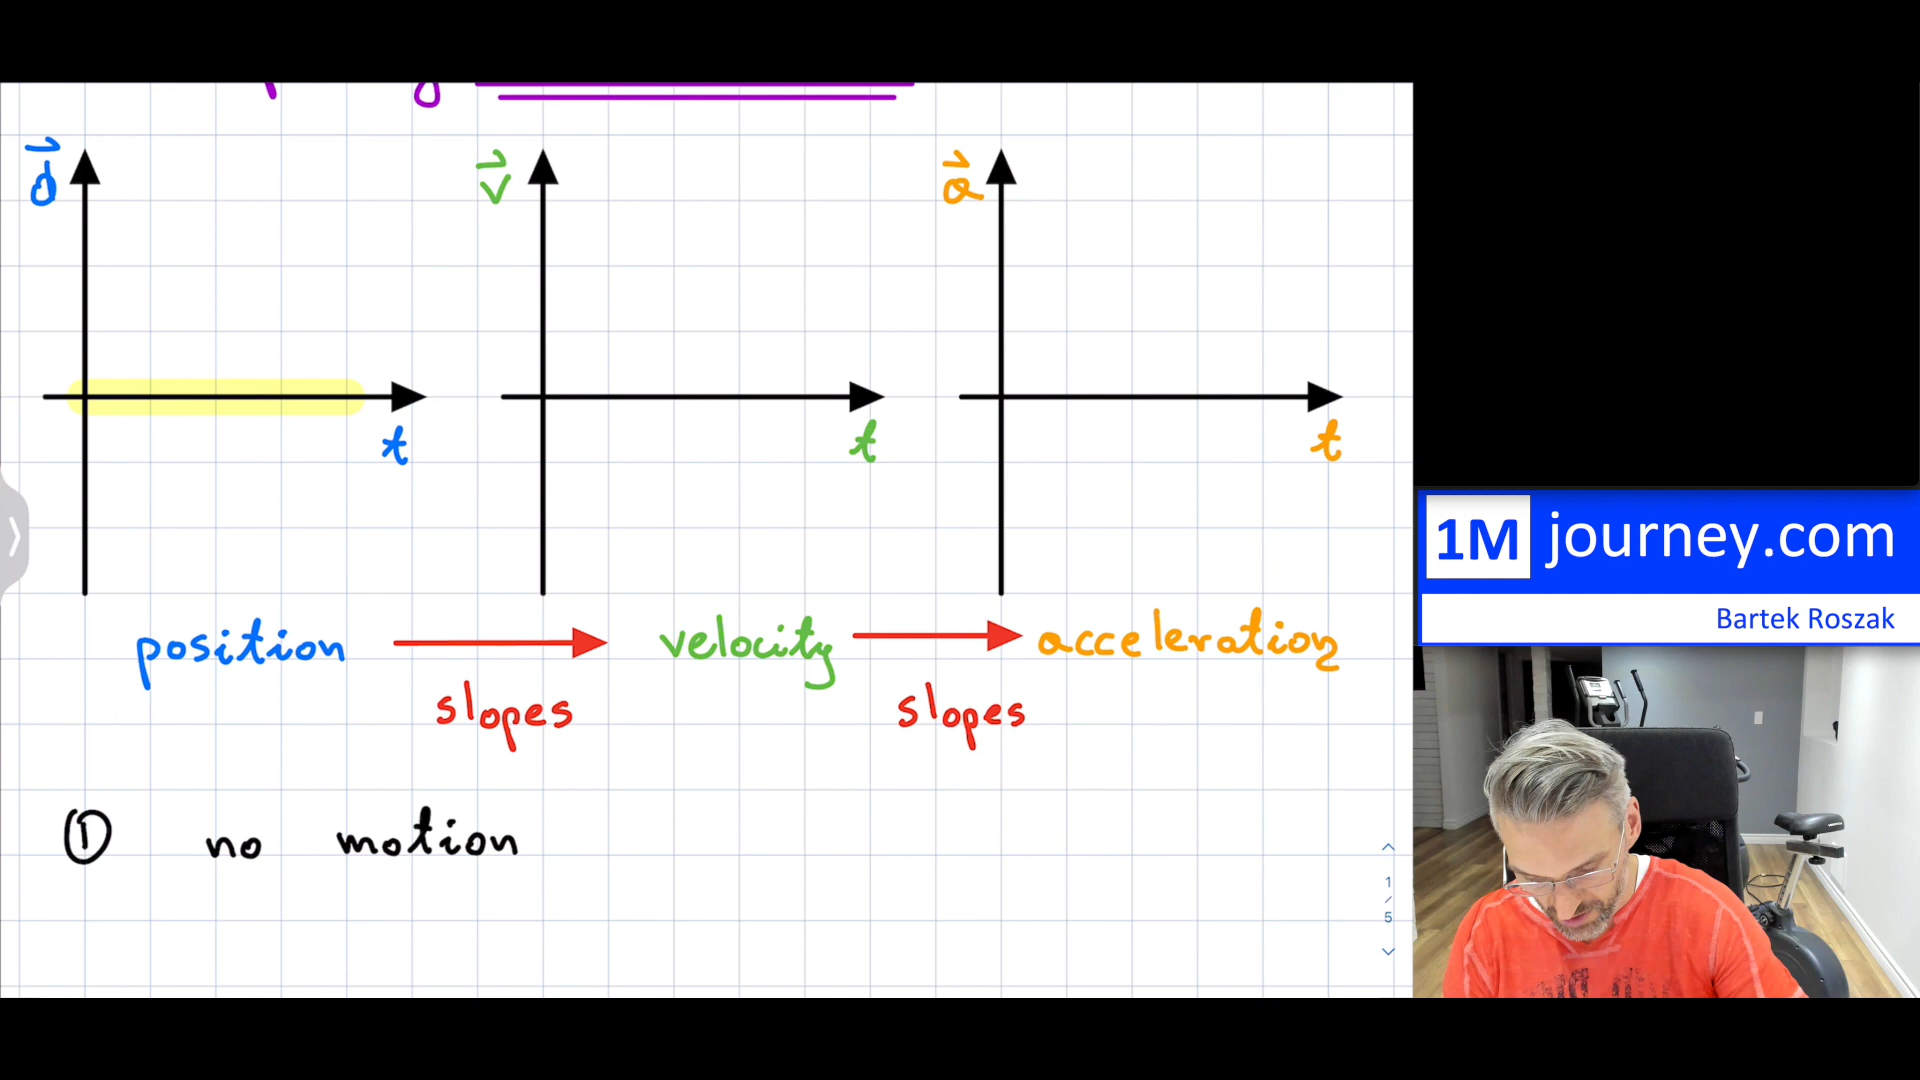 d v a
t t t
position velocity acceleration
slopes slopes
① no motion
1
/
5
1M journey.com
Bartek Roszak